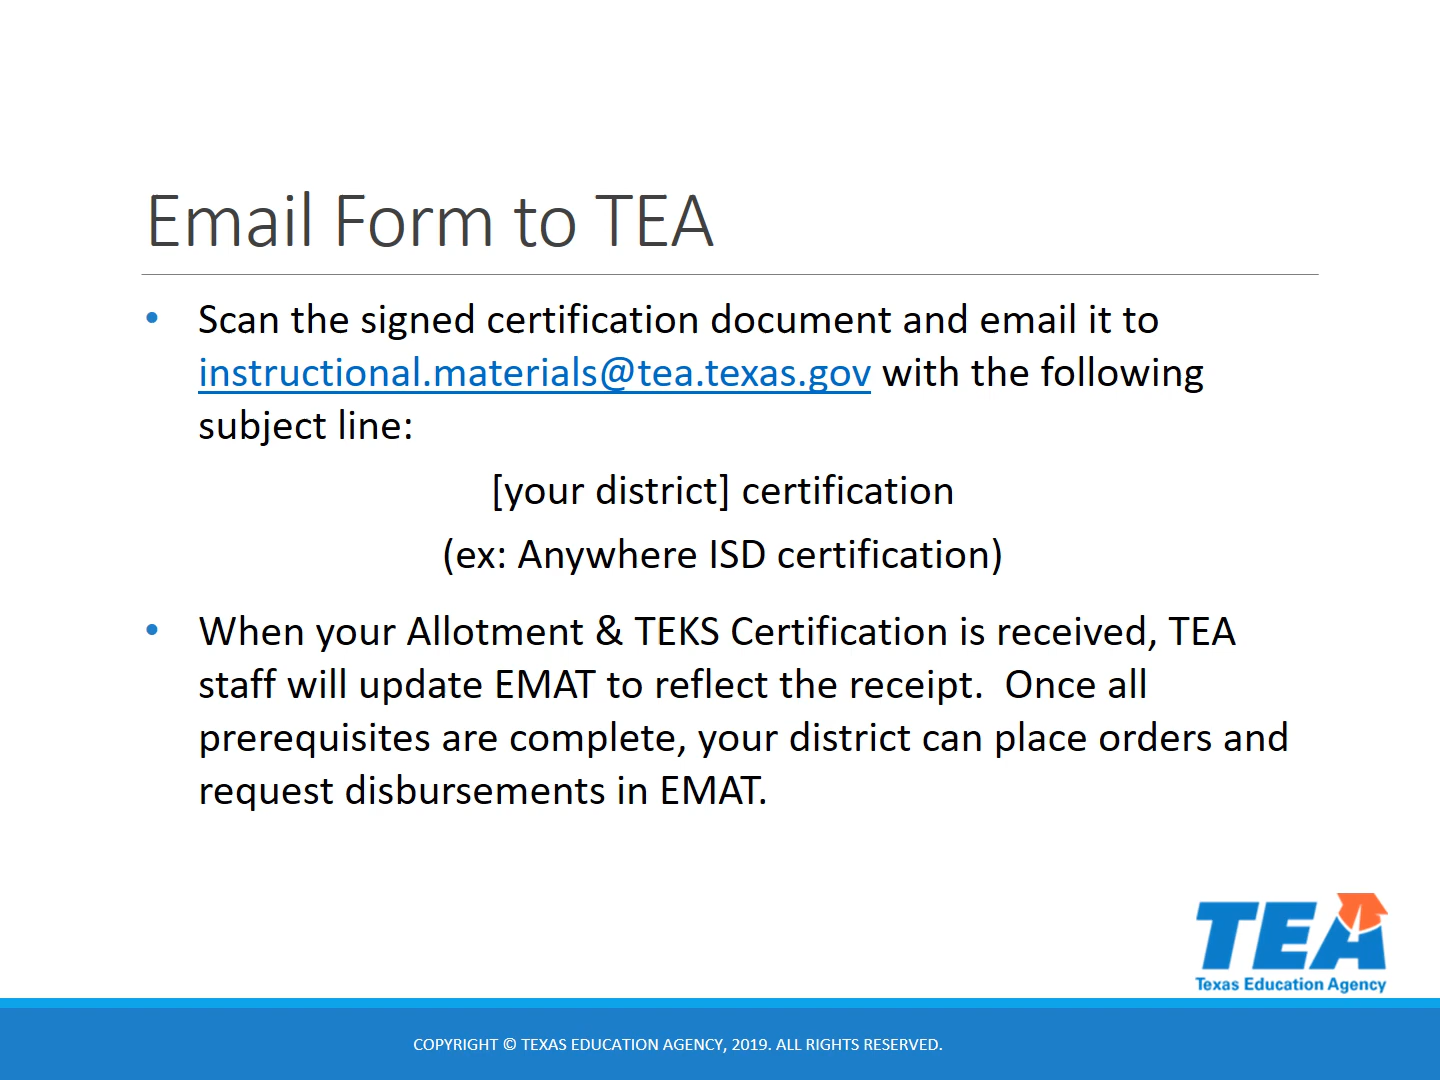 Email Form to TEA
• Scan the signed certification document and email it to
instructional.materials@tea.texas.gov with the following
subject line:
[your district] certification
(ex: Anywhere ISD certification)
• When your Allotment & TEKS Certification is received, TEA
staff will update EMAT to reflect the receipt.  Once all
prerequisites are complete, your district can place orders and
request disbursements in EMAT.
TEA
Texas Education Agency
COPYRIGHT © TEXAS EDUCATION AGENCY, 2019. ALL RIGHTS RESERVED.